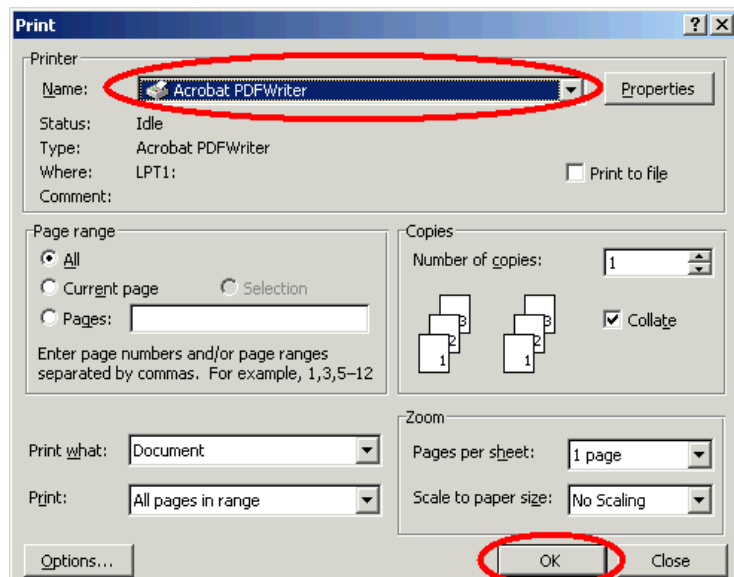 Print
Printer
Name: Acrobat PDFWriter Properties
Status: Idle
Type: Acrobat PDFWriter
Where: LPT1: Print to file
Comment:
Page range
All
Current page Selection
Pages:
Enter page numbers and/or page ranges
separated by commas. For example, 1,3,5–12
Copies
Number of copies: 1
3 3
2 2
1 1
Collate
Print what: Document
Print: All pages in range
Zoom
Pages per sheet: 1 page
Scale to paper size: No Scaling
Options... OK Close